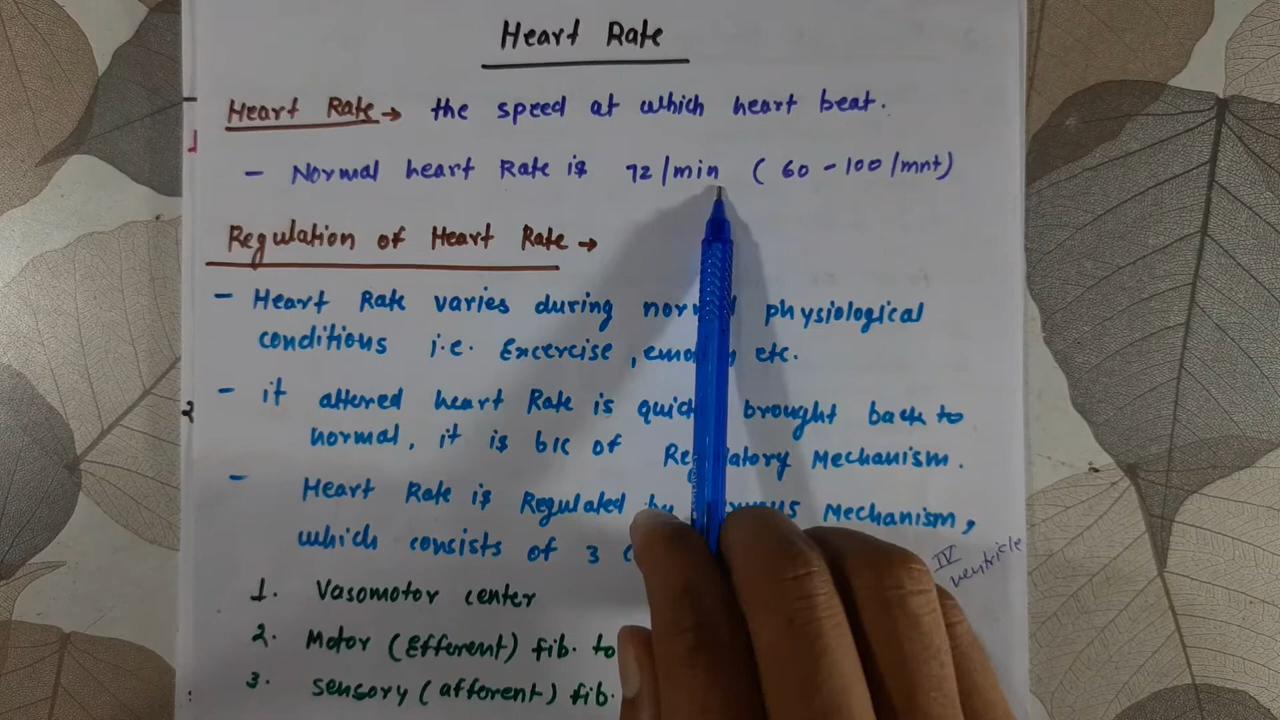 Heart Rate
Heart Rate → the speed at which heart beat.
- Normal heart Rate is 72/min ( 60 - 100/mnt)
Regulation of Heart Rate →
- Heart Rate varies during physiological
conditions i.e. Excercise, etc.
- it altered heart Rate is brought back to
normal, it is b/c of Mechanism.
- Heart Rate is Regulated Mechanism,
which consists of 3
IV
ventricle
1. Vasomotor center
2. Motor (Efferent) fib. to
3. sensory (afferent) fib.
2